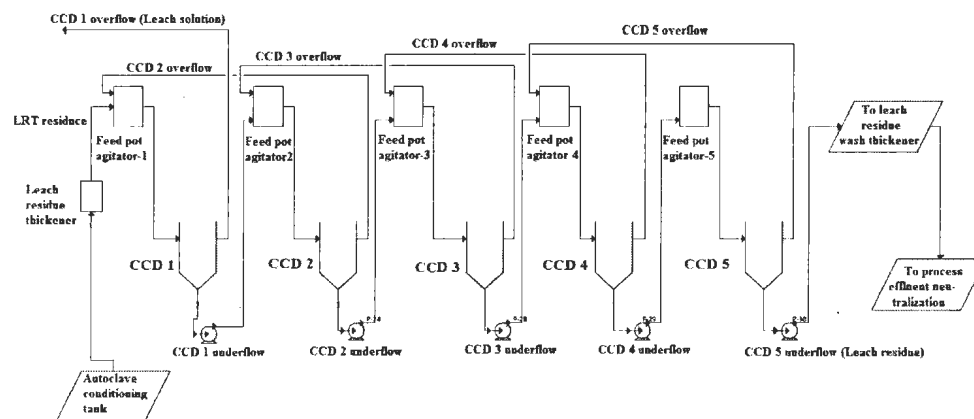 CCD 1 overflow (Leach solution)
CCD 2 overflow
CCD 3 overflow
CCD 4 overflow
CCD 5 overflow
LRT residuce
Feed pot
agitator-1
Feed pot
agitator2
Feed pot
agitator-3
Feed pot
agitator 4
Feed pot
agitator-5
To leach
residue
wash thickener
Leach
residue
thickener
CCD 1
CCD 2
CCD 3
CCD 4
CCD 5
To process
effinent neu-
tralization
CCD 1 underflow
CCD 2 underflow
CCD 3 underflow
CCD 4 underflow
CCD 5 underflow (Leach residue)
Autoclave
conditioning
tank